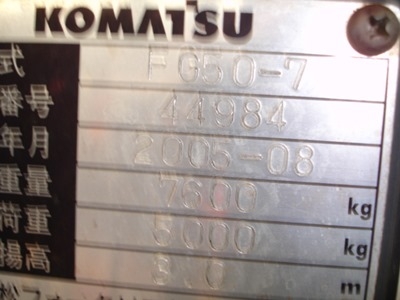 KOMATSU
式 FG50-7
番号 44984
年月 2006-08
重量 7600 kg
荷重 5000 kg
揚高 3.0 m